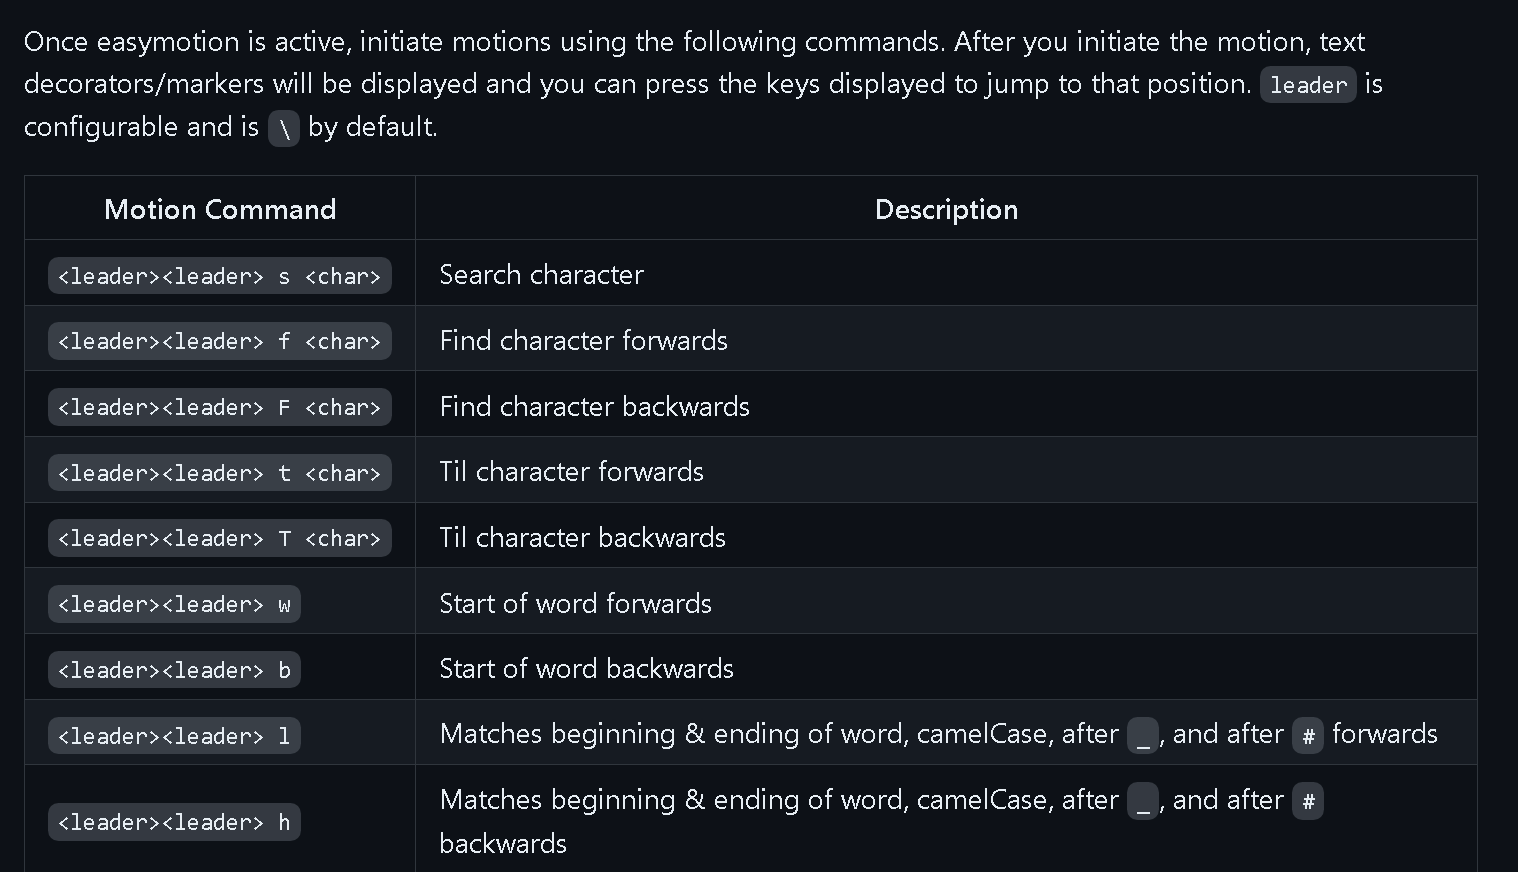 Once easymotion is active, initiate motions using the following commands. After you initiate the motion, text
decorators/markers will be displayed and you can press the keys displayed to jump to that position. leader is
configurable and is \ by default.
Motion Command Description
<leader><leader> s <char> Search character
<leader><leader> f <char> Find character forwards
<leader><leader> F <char> Find character backwards
<leader><leader> t <char> Til character forwards
<leader><leader> T <char> Til character backwards
<leader><leader> w Start of word forwards
<leader><leader> b Start of word backwards
<leader><leader> l Matches beginning & ending of word, camelCase, after _, and after # forwards
<leader><leader> h Matches beginning & ending of word, camelCase, after _, and after #
backwards